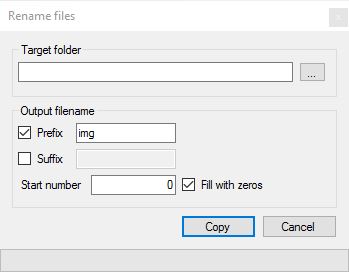 Rename files x
Target folder
...
Output filename
Prefix img
Suffix
Start number 0 Fill with zeros
Copy Cancel